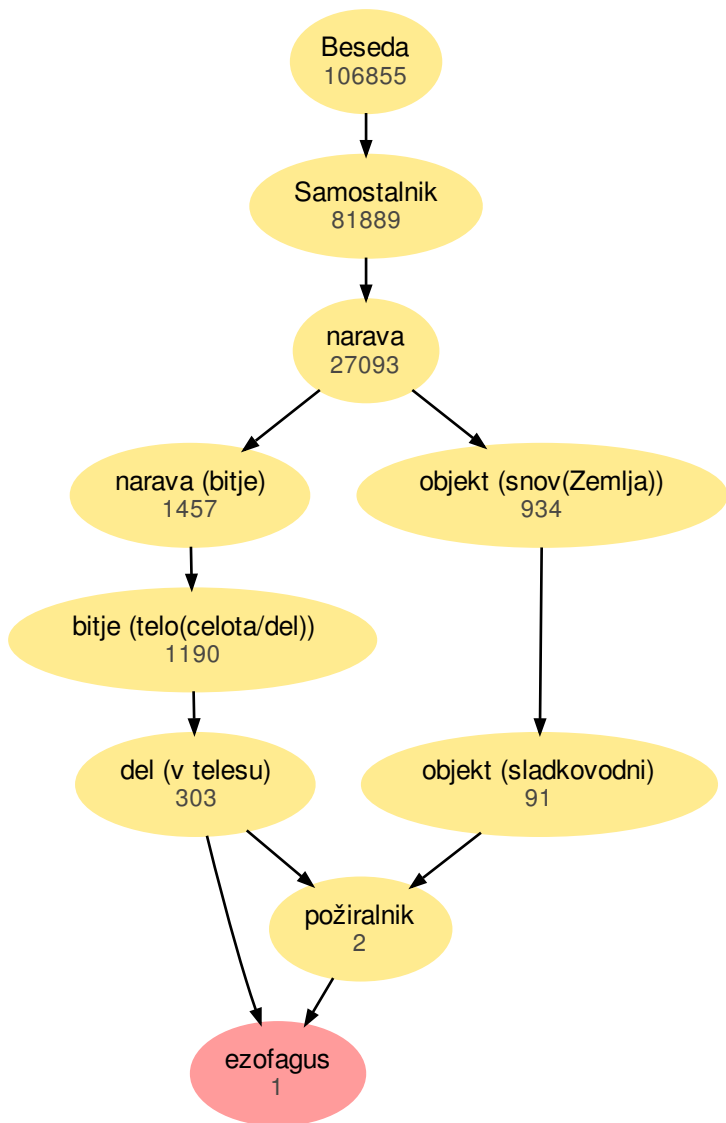 Beseda
106855
Samostalnik
81889
narava
27093
narava (bitje)
1457
objekt (snov(Zemlja))
934
bitje (telo(celota/del))
1190
del (v telesu)
303
objekt (sladkovodni)
91
požiralnik
2
ezofagus
1